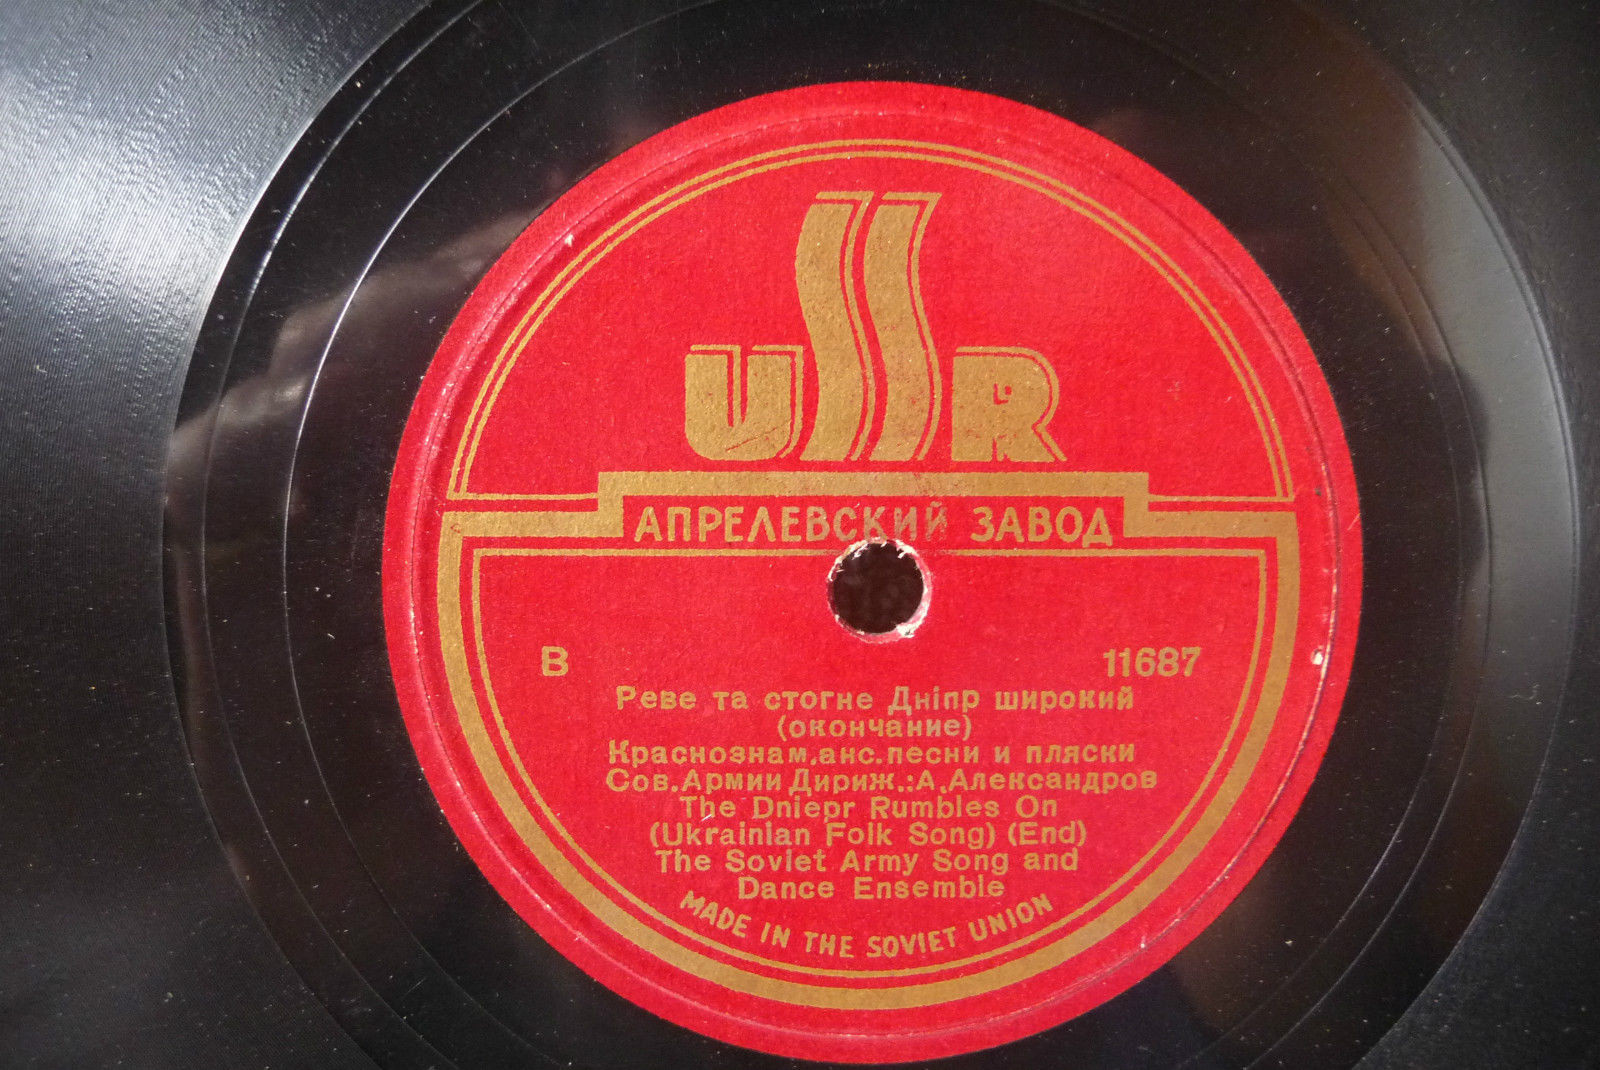 USSR
АПРЕЛЕВСКИЙ ЗАВОД
В 11687
Реве та стогне Дніпр широкий
(окончание)
Краснознам.анс.песни и пляски
Сов.Армии Дириж.:А.Александров
The Dniepr Rumbles On
(Ukrainian Folk Song) (End)
The Soviet Army Song and
Dance Ensemble
MADE IN THE SOVIET UNION